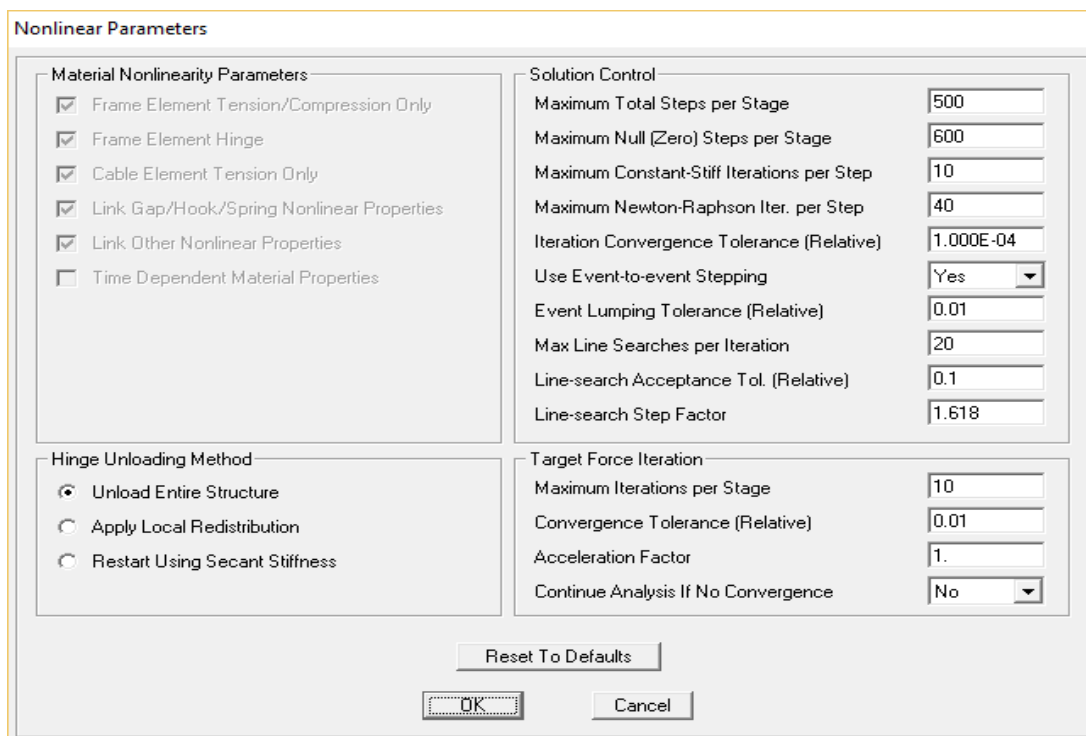 Nonlinear Parameters
Material Nonlinearity Parameters
Frame Element Tension/Compression Only
Frame Element Hinge
Cable Element Tension Only
Link Gap/Hook/Spring Nonlinear Properties
Link Other Nonlinear Properties
Time Dependent Material Properties
Solution Control
Maximum Total Steps per Stage 500
Maximum Null (Zero) Steps per Stage 600
Maximum Constant-Stiff Iterations per Step 10
Maximum Newton-Raphson Iter. per Step 40
Iteration Convergence Tolerance (Relative) 1.000E-04
Use Event-to-event Stepping Yes
Event Lumping Tolerance (Relative) 0.01
Max Line Searches per Iteration 20
Line-search Acceptance Tol. (Relative) 0.1
Line-search Step Factor 1.618
Hinge Unloading Method
Unload Entire Structure
Apply Local Redistribution
Restart Using Secant Stiffness
Target Force Iteration
Maximum Iterations per Stage 10
Convergence Tolerance (Relative) 0.01
Acceleration Factor 1.
Continue Analysis If No Convergence No
Reset To Defaults
OK Cancel